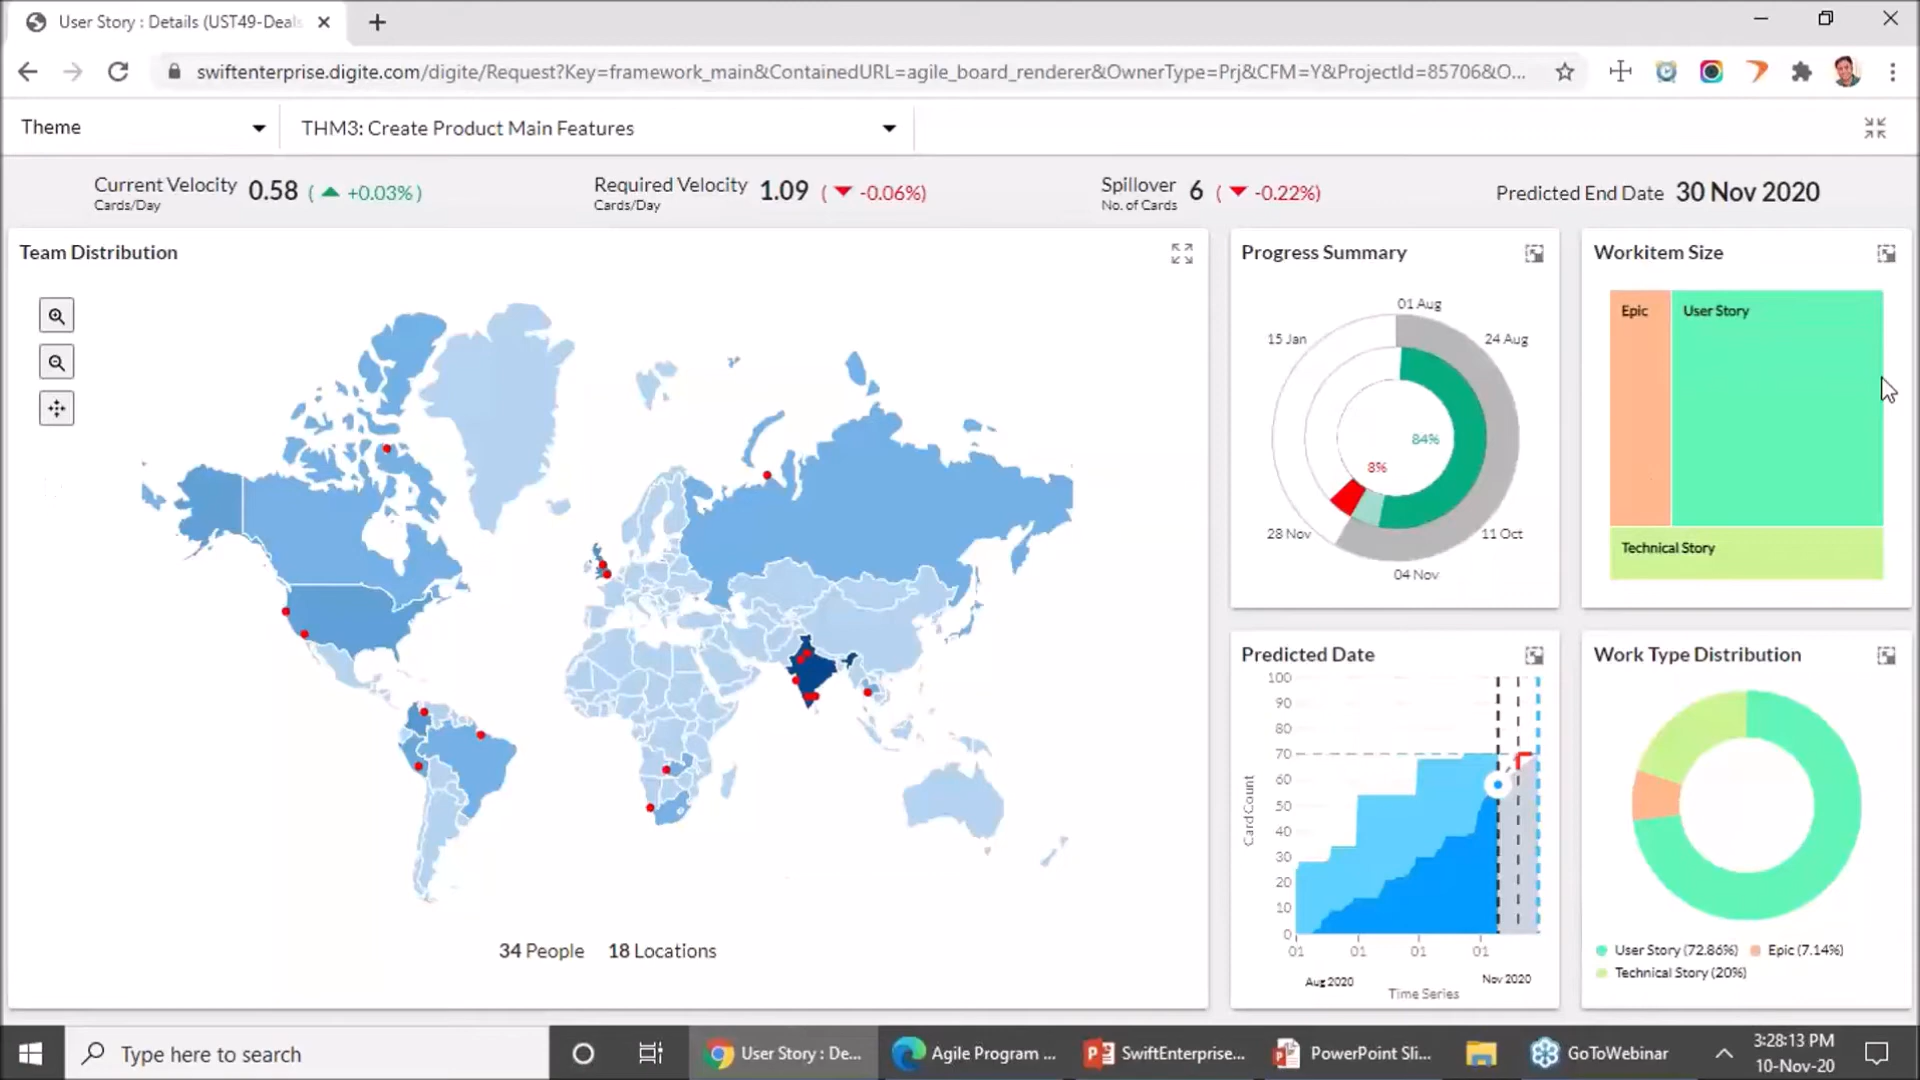 User Story : Details (UST49-Deals
swiftenterprise.digite.com/digite/Request?Key=framework_main&ContainedURL=agile_board_renderer&OwnerType=Prj&CFM=Y&ProjectId=85706&O...
Theme
THM3: Create Product Main Features
Current Velocity 0.58 ( +0.03% )
Cards/Day
Required Velocity 1.09 ( -0.06%)
Cards/Day
Spillover 6 ( -0.22%)
No. of Cards
Predicted End Date 30 Nov 2020
Team Distribution
34 People 18 Locations
Progress Summary
01 Aug
15 Jan
24 Aug
84%
8%
28 Nov
11 Oct
04 Nov
Workitem Size
Epic
User Story
Technical Story
Predicted Date
100
90
80
70
60
50
40
30
20
10
0
Card Count
01 01 01 01
Aug 2020 Nov 2020
Time Series
Work Type Distribution
User Story (72.86%) Epic (7.14%)
Technical Story (20%)
Type here to search
User Story : De...
Agile Program ...
SwiftEnterprise...
PowerPoint Sli...
GoToWebinar
3:28:13 PM
10-Nov-20